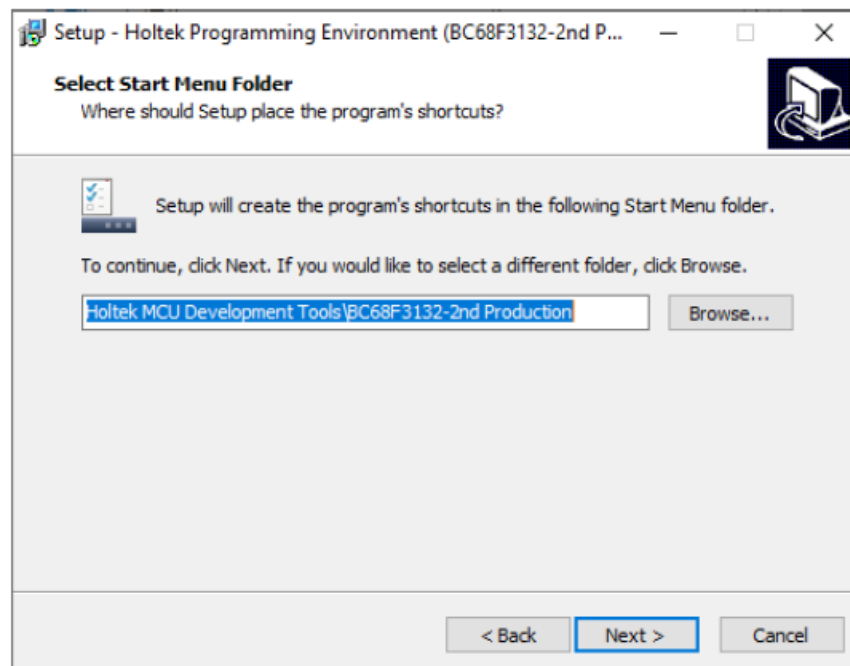 Setup - Holtek Programming Environment (BC68F3132-2nd P...
Select Start Menu Folder
Where should Setup place the program's shortcuts?
Setup will create the program's shortcuts in the following Start Menu folder.
To continue, click Next. If you would like to select a different folder, click Browse.
Holtek MCU Development Tools\BC68F3132-2nd Production
Browse...
< Back
Next >
Cancel